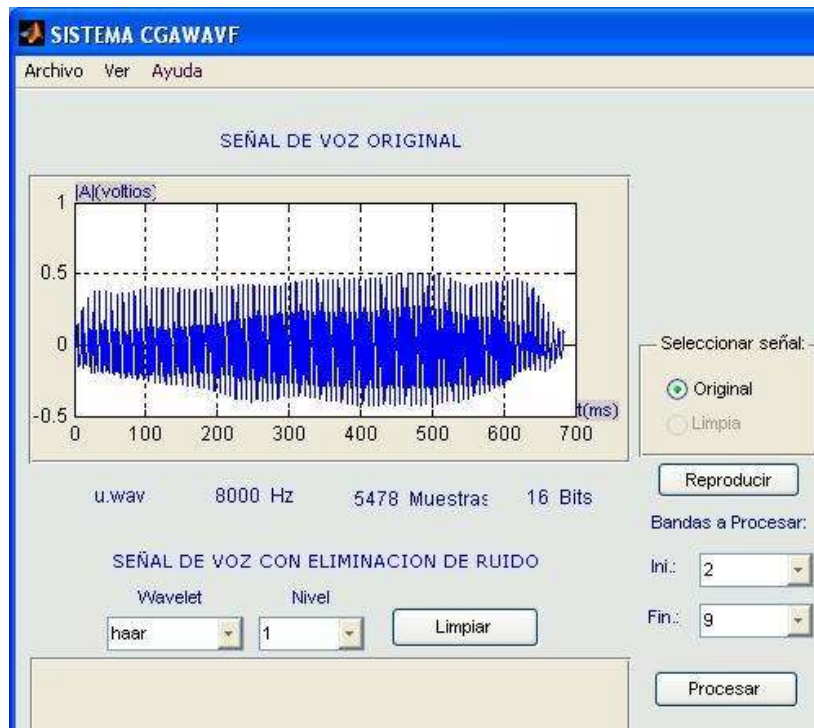 SISTEMA CGAWAVF
Archivo Ver Ayuda
SEÑAL DE VOZ ORIGINAL
|A|(voltios)
1
0.5
0
-0.5
t(ms)
0 100 200 300 400 500 600 700
u.wav 8000 Hz 5478 Muestras 16 Bits
Seleccionar señal:
Original
Limpia
Reproducir
Bandas a Procesar:
Ini.: 2
Fin.: 9
Procesar
SEÑAL DE VOZ CON ELIMINACION DE RUIDO
Wavelet Nivel
haar 1 Limpiar